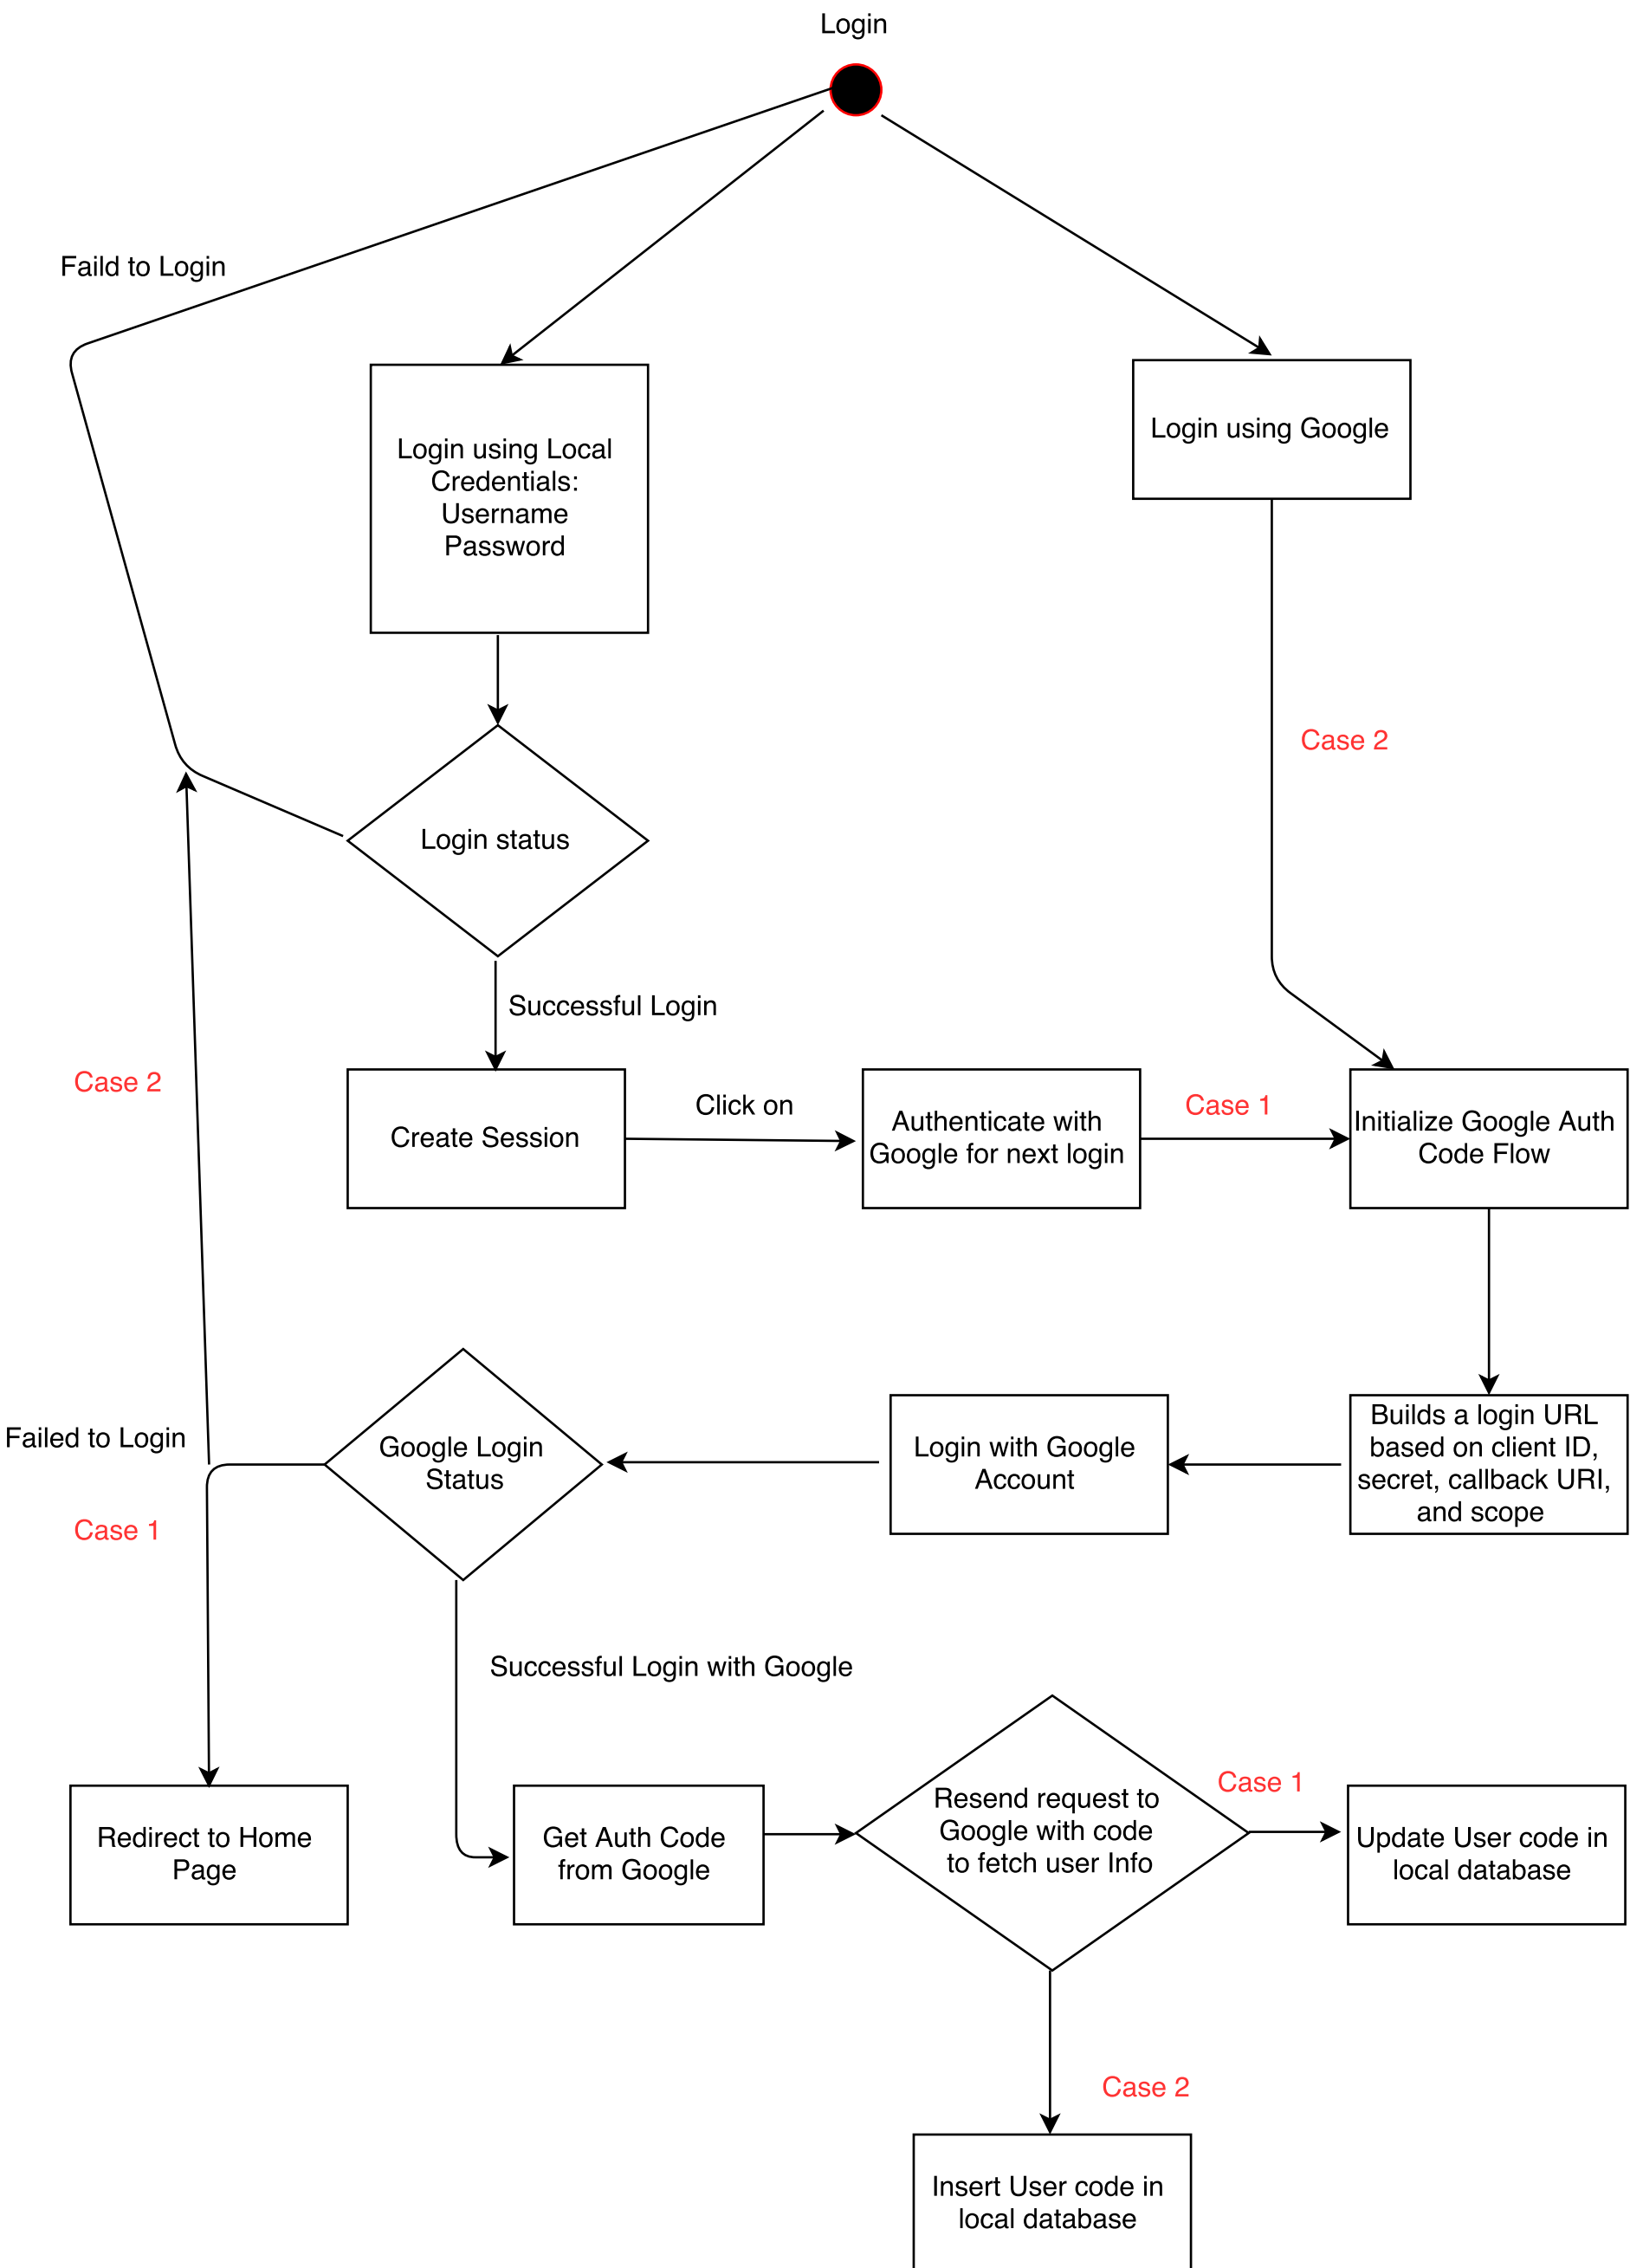 Login
Faild to Login
Login using Local
Credentials:
Username
Password
Login using Google
Case 2
Login status
Successful Login
Case 2
Create Session
Click on
Authenticate with
Google for next login
Case 1
Initialize Google Auth
Code Flow
Failed to Login
Case 1
Google Login
Status
Login with Google
Account
Builds a login URL
based on client ID,
secret, callback URI,
and scope
Successful Login with Google
Redirect to Home
Page
Get Auth Code
from Google
Resend request to
Google with code
to fetch user Info
Case 1
Update User code in
local database
Case 2
Insert User code in
local database